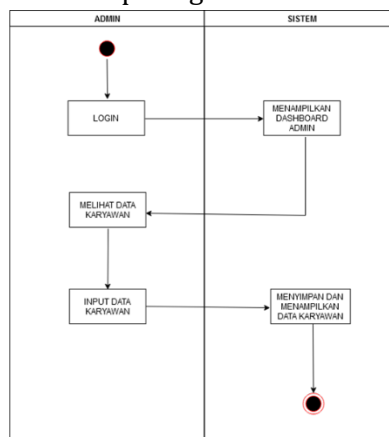 ADMIN
SISTEM
LOGIN
MENAMPILKAN
DASHBOARD
ADMIN
MELIHAT DATA
KARYAWAN
INPUT DATA
KARYAWAN
MENYIMPAN DAN
MENAMPILKAN
DATA KARYAWAN